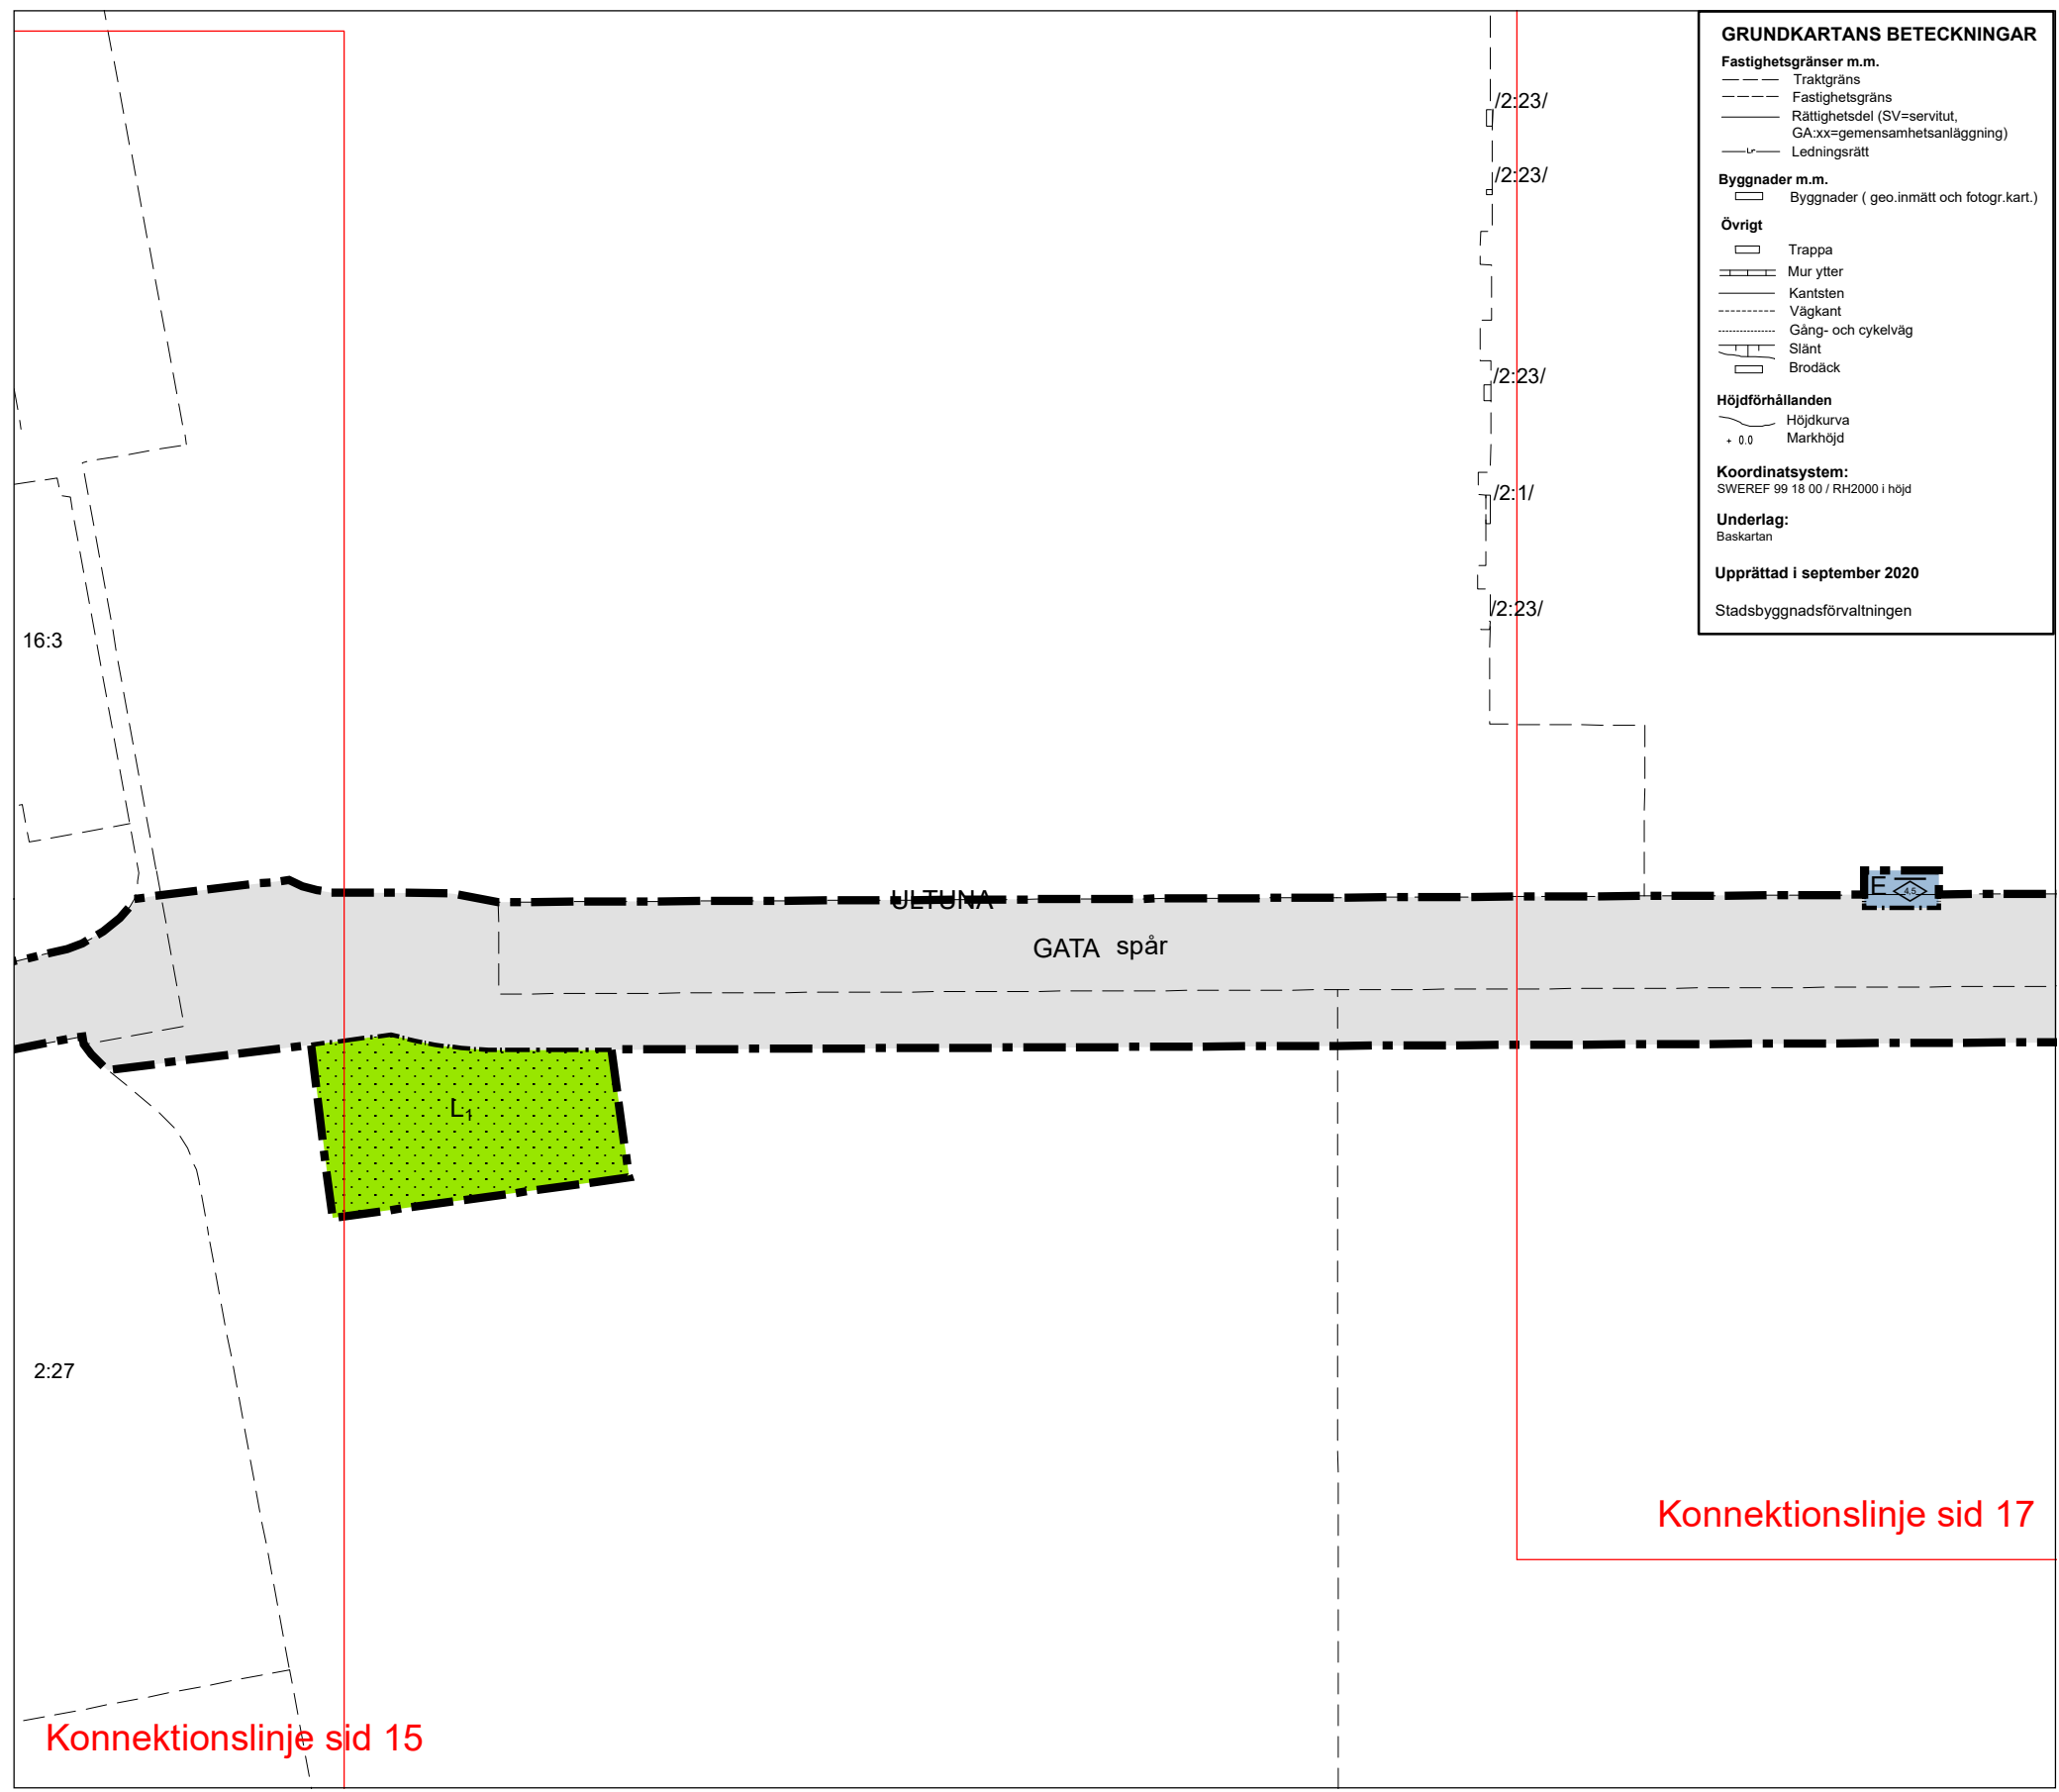 GRUNDKARTANS BETECKNINGAR
Fastighetsgränser m.m.
Traktgräns
Fastighetsgräns
Rättighetsdel (SV=servitut,
GA:xx=gemensamhetsanläggning)
Lr
Ledningsrätt
Byggnader m.m.
Byggnader ( geo.inmätt och fotogr.kart.)
Övrigt
Trappa
Mur ytter
Kantsten
Vägkant
Gång- och cykelväg
Slänt
Brodäck
Höjdförhållanden
Höjdkurva
+ 0.0 Markhöjd
Koordinatsystem:
SWEREF 99 18 00 / RH2000 i höjd
Underlag:
Baskartan
Upprättad i september 2020
Stadsbyggnadsförvaltningen
/2:23/
/2:23/
/2:23/
/2:1/
/2:23/
16:3
ULTUNA
E 4,5
GATA spår
L₁
2:27
Konnektionslinje sid 17
Konnektionslinje sid 15